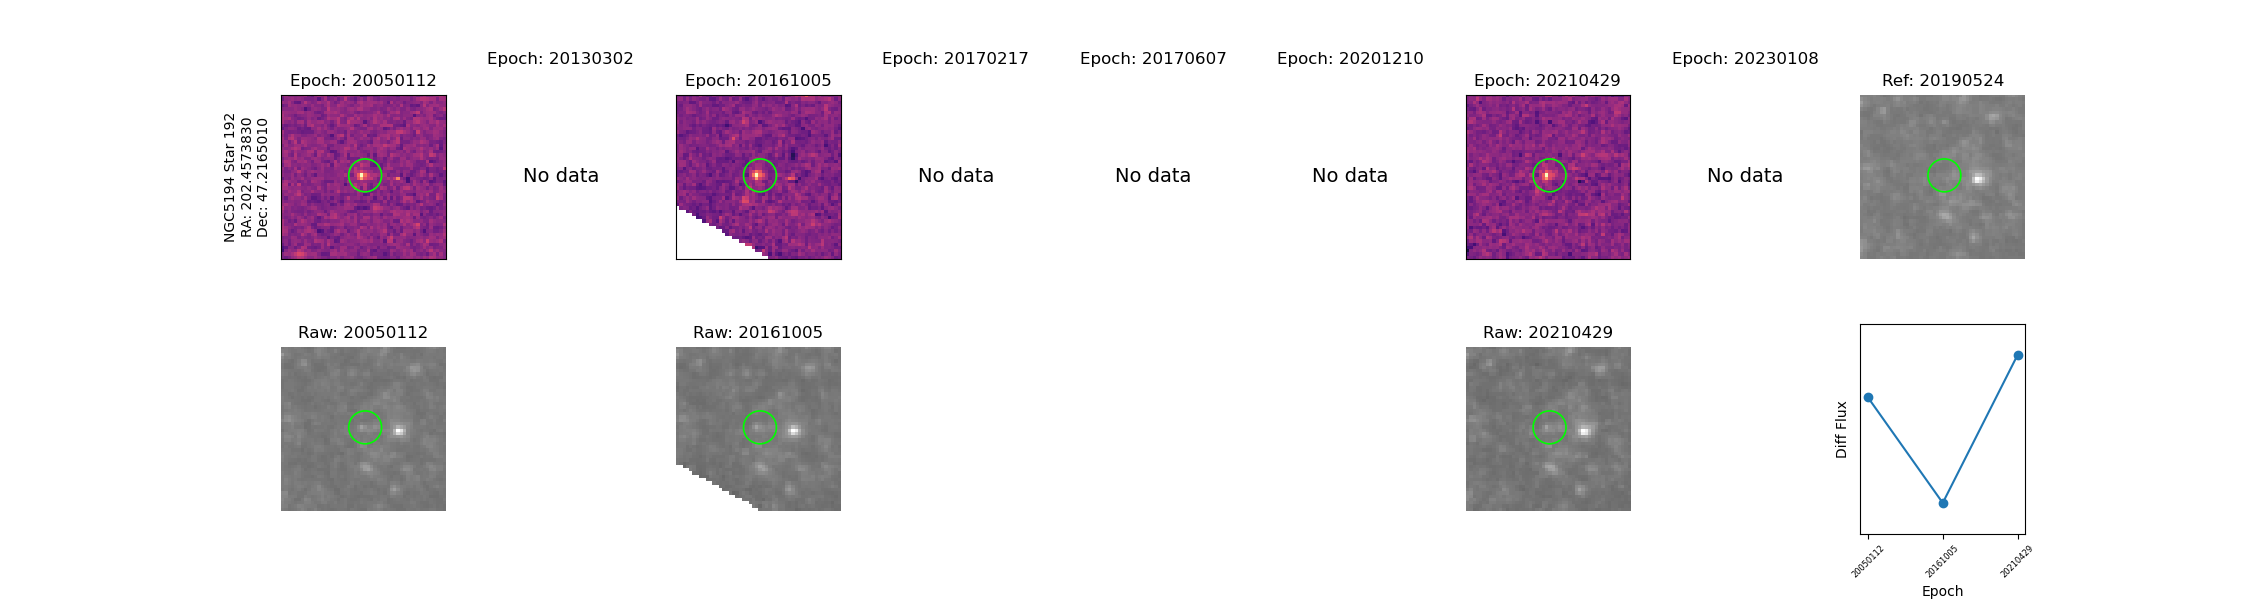 Epoch: 20050112
Epoch: 20130302
Epoch: 20161005
Epoch: 20170217
Epoch: 20170607
Epoch: 20201210
Epoch: 20210429
Epoch: 20230108
Ref: 20190524
NGC5194 Star 192
RA: 202.4573830
Dec: 47.2165010
No data
No data
No data
No data
No data
Raw: 20050112
Raw: 20161005
Raw: 20210429
Diff Flux
20050112
20161005
20210429
Epoch